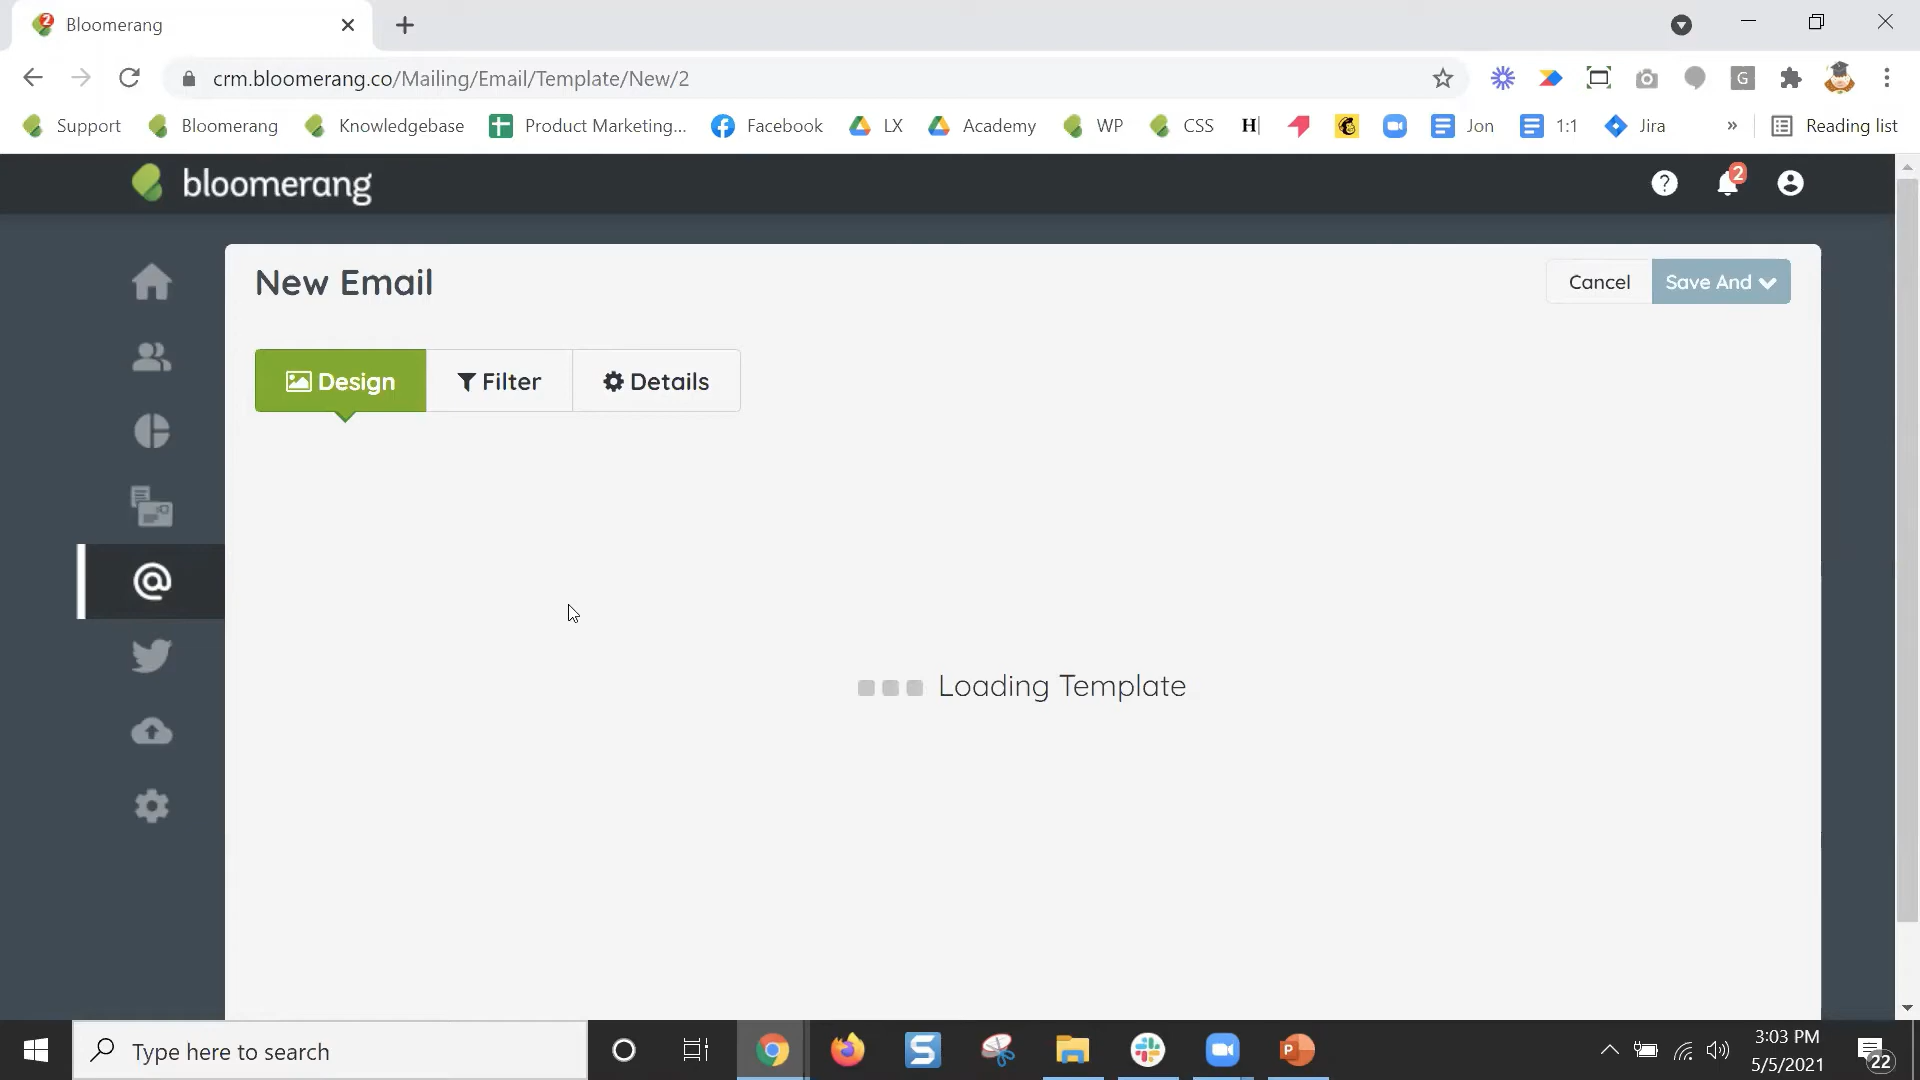 2 Bloomerang
crm.bloomerang.co/Mailing/Email/Template/New/2
G
Support Bloomerang Knowledgebase Product Marketing... Facebook LX Academy WP CSS H Jon 1:1 Jira » Reading list
bloomerang
? 2
New Email
Cancel Save And
Design Filter Details
@
Loading Template
Type here to search
S
P
3:03 PM
5/5/2021
22